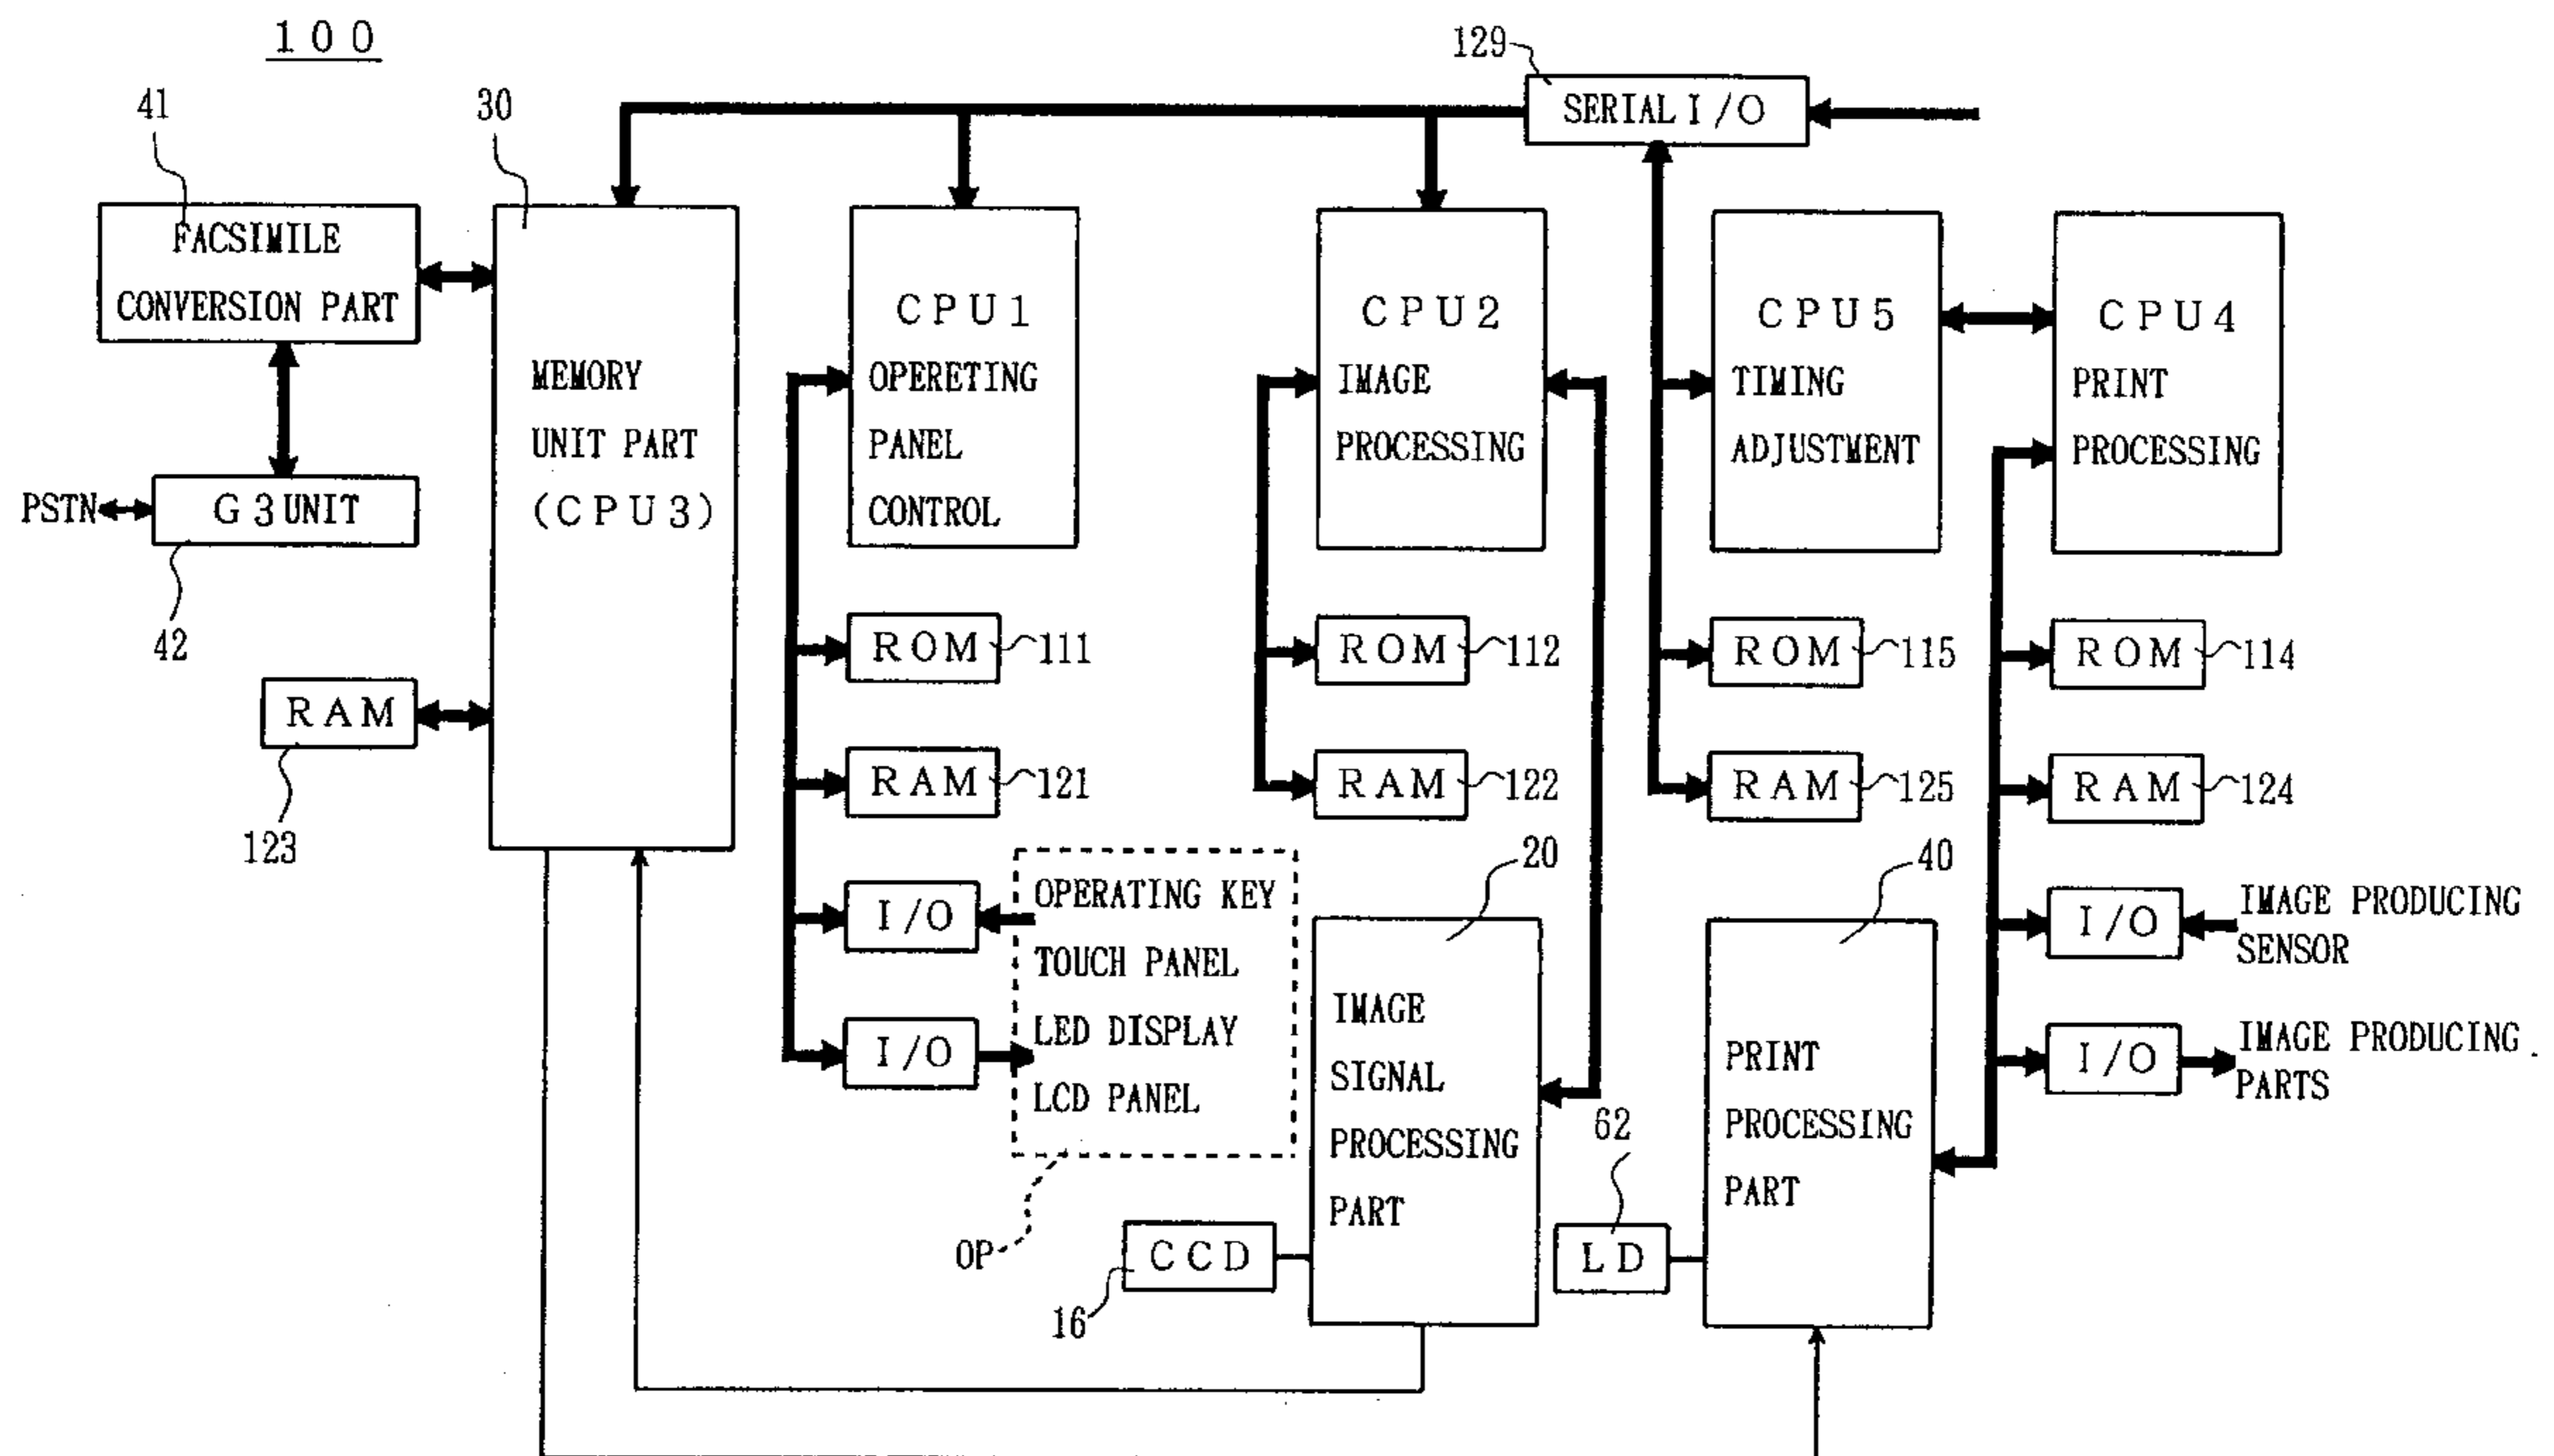 100
129
SERIAL I/O
41
30
FACSIMILE
CONVERSION PART
CPU1
OPERETING
PANEL
CONTROL
CPU2
IMAGE
PROCESSING
CPU5
TIMING
ADJUSTMENT
CPU4
PRINT
PROCESSING
MEMORY
UNIT PART
(CPU3)
PSTN
G3 UNIT
42
ROM
111
ROM
112
ROM
115
ROM
114
RAM
123
RAM
121
RAM
122
RAM
125
RAM
124
I/O
I/O
OPERATING KEY
TOUCH PANEL
LED DISPLAY
LCD PANEL
OP
20
IMAGE
SIGNAL
PROCESSING
PART
CCD
16
62
LD
40
PRINT
PROCESSING
PART
I/O
IMAGE PRODUCING
SENSOR
I/O
IMAGE PRODUCING
PARTS